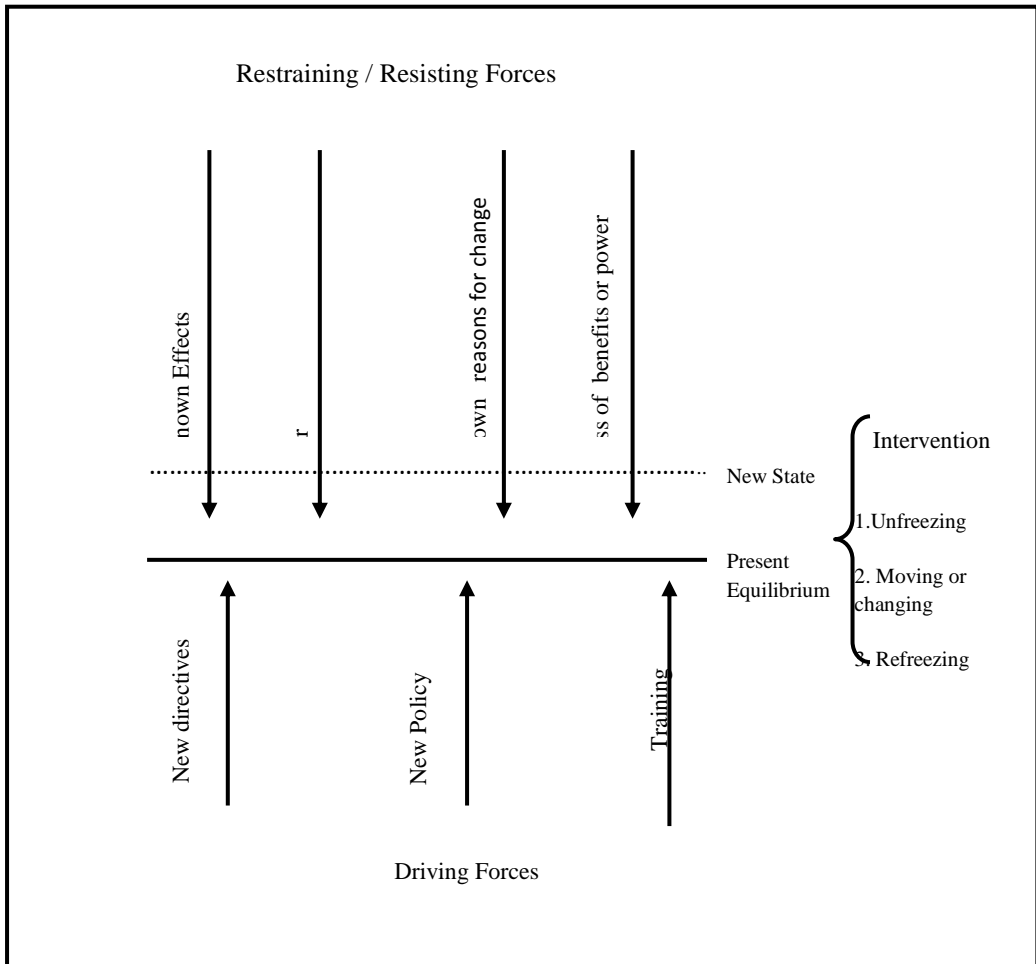 Restraining / Resisting Forces
nown Effects
r
own reasons for change
ss of benefits or power
New State
Present
Equilibrium
Intervention
1.Unfreezing
2. Moving or
changing
3. Refreezing
New directives
New Policy
Training
Driving Forces